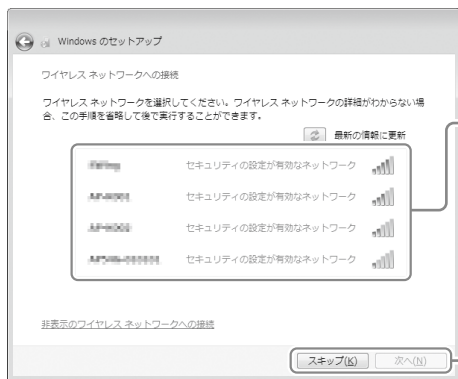 Windows のセットアップ
ワイヤレス ネットワークへの接続
ワイヤレス ネットワークを選択してください。ワイヤレス ネットワークの詳細がわからない場
合、この手順を省略して後で実行することができます。
最新の情報に更新
セキュリティの設定が有効なネットワーク
セキュリティの設定が有効なネットワーク
セキュリティの設定が有効なネットワーク
セキュリティの設定が有効なネットワーク
非表示のワイヤレス ネットワークへの接続
スキップ(K) 次へ(N)